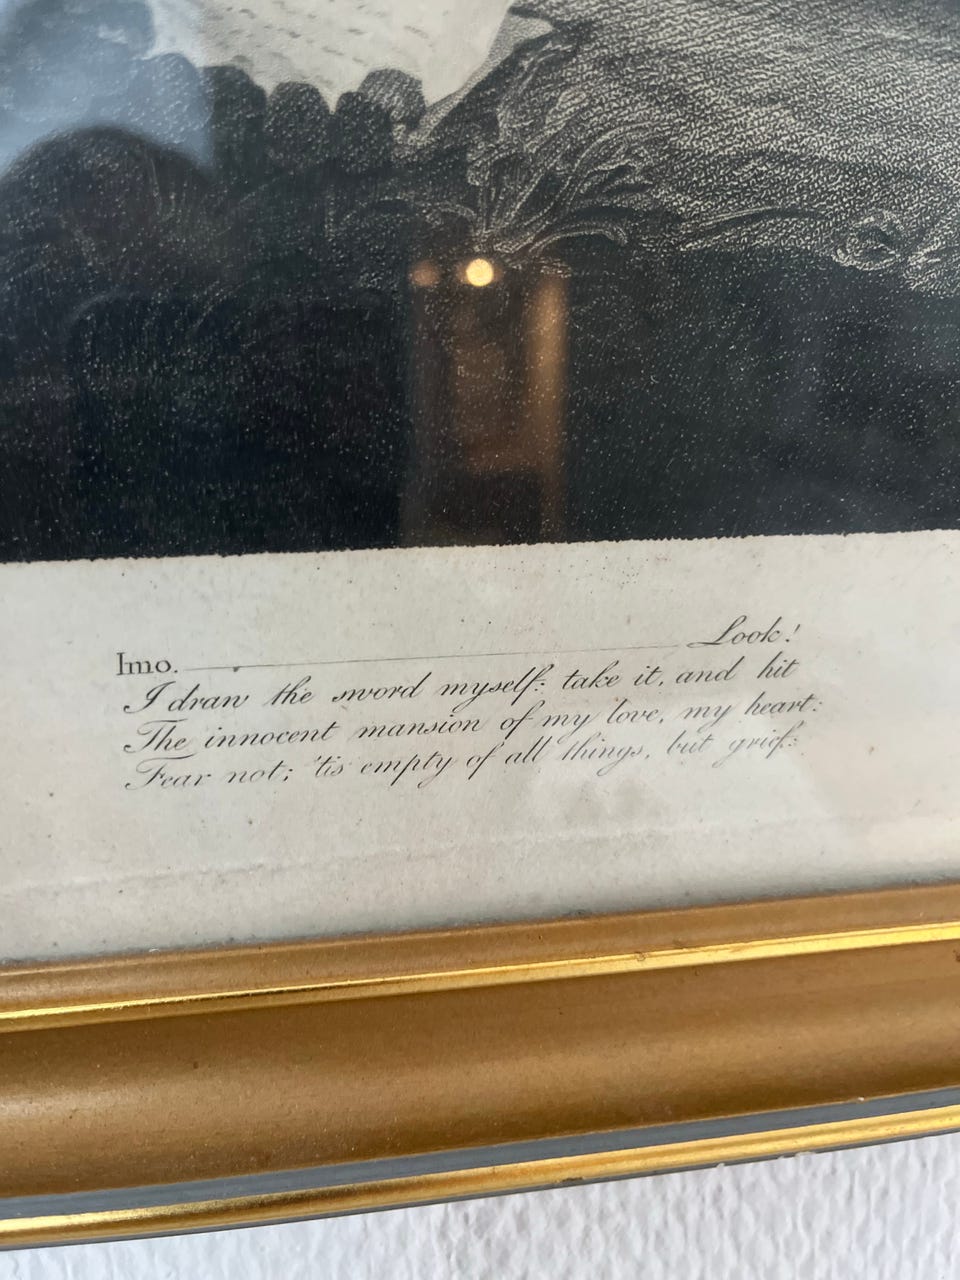 Imo. ——————————— Look!
I draw the sword myself: take it, and hit
The innocent mansion of my love, my heart:
Fear not; 'tis empty of all things, but grief: